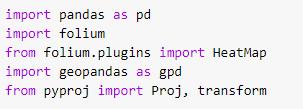 import pandas as pd
import folium
from folium.plugins import HeatMap
import geopandas as gpd
from pyproj import Proj, transform